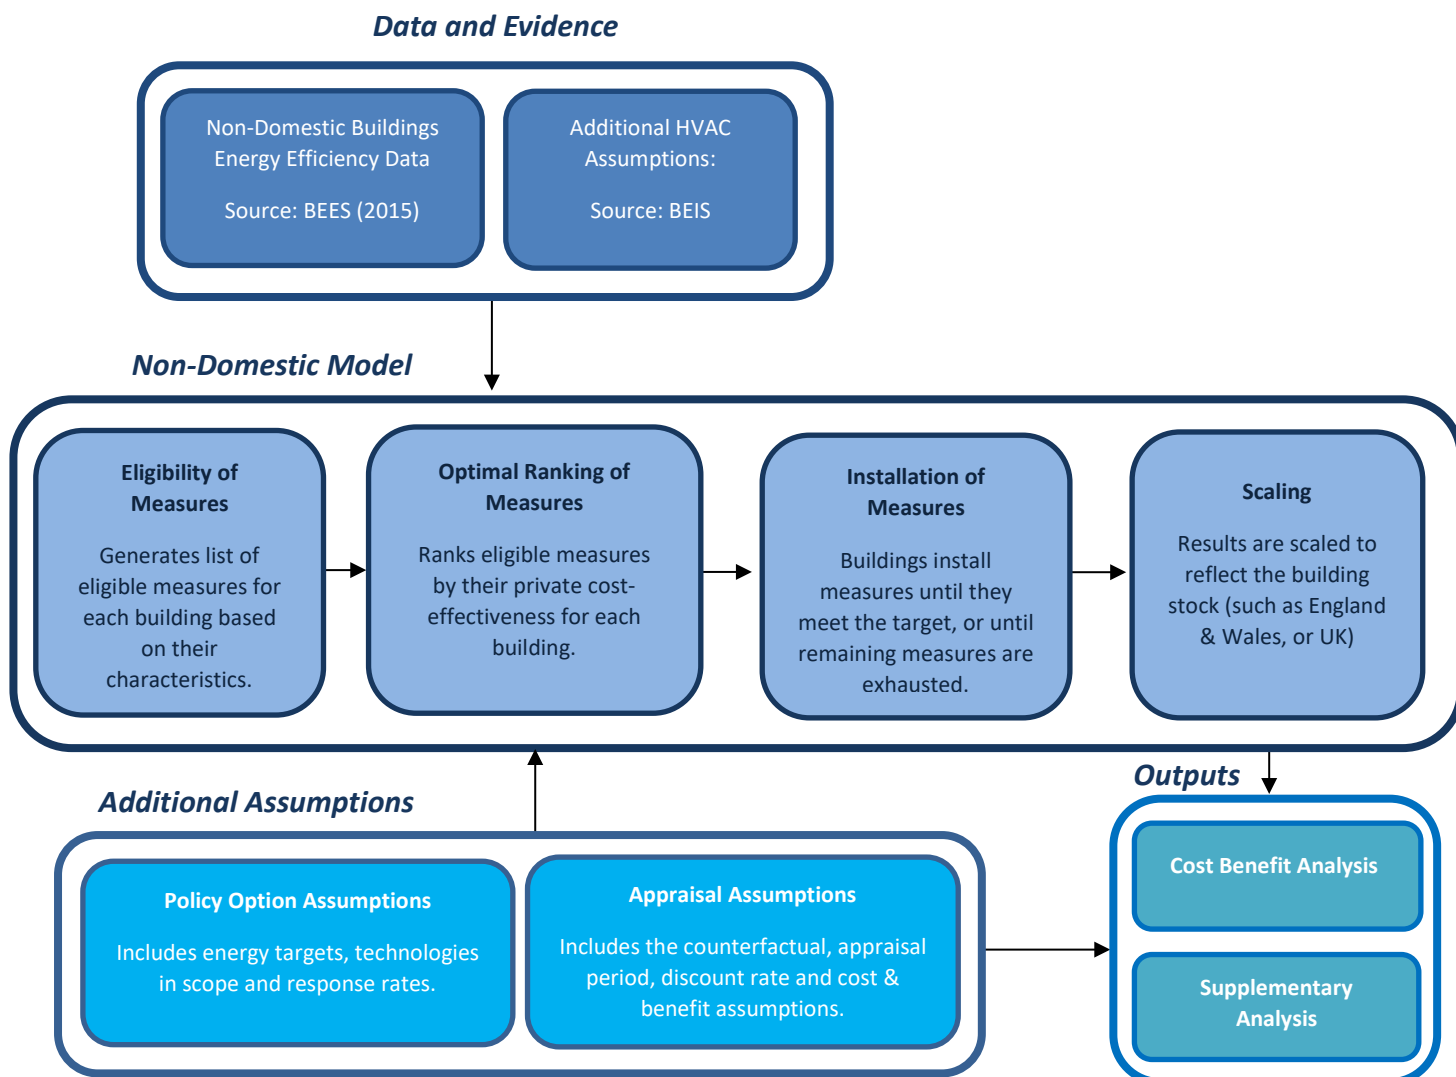 Data and Evidence
Non-Domestic Buildings
Energy Efficiency Data
Source: BEES (2015)
Additional HVAC
Assumptions:
Source: BEIS
Non-Domestic Model
Eligibility of
Measures
Generates list of
eligible measures for
each building based
on their
characteristics.
Optimal Ranking of
Measures
Ranks eligible measures
by their private cost-
effectiveness for each
building.
Installation of
Measures
Buildings install
measures until they
meet the target, or until
remaining measures are
exhausted.
Scaling
Results are scaled to
reflect the building
stock (such as England
& Wales, or UK)
Additional Assumptions
Policy Option Assumptions
Includes energy targets, technologies
in scope and response rates.
Appraisal Assumptions
Includes the counterfactual, appraisal
period, discount rate and cost &
benefit assumptions.
Outputs
Cost Benefit Analysis
Supplementary
Analysis